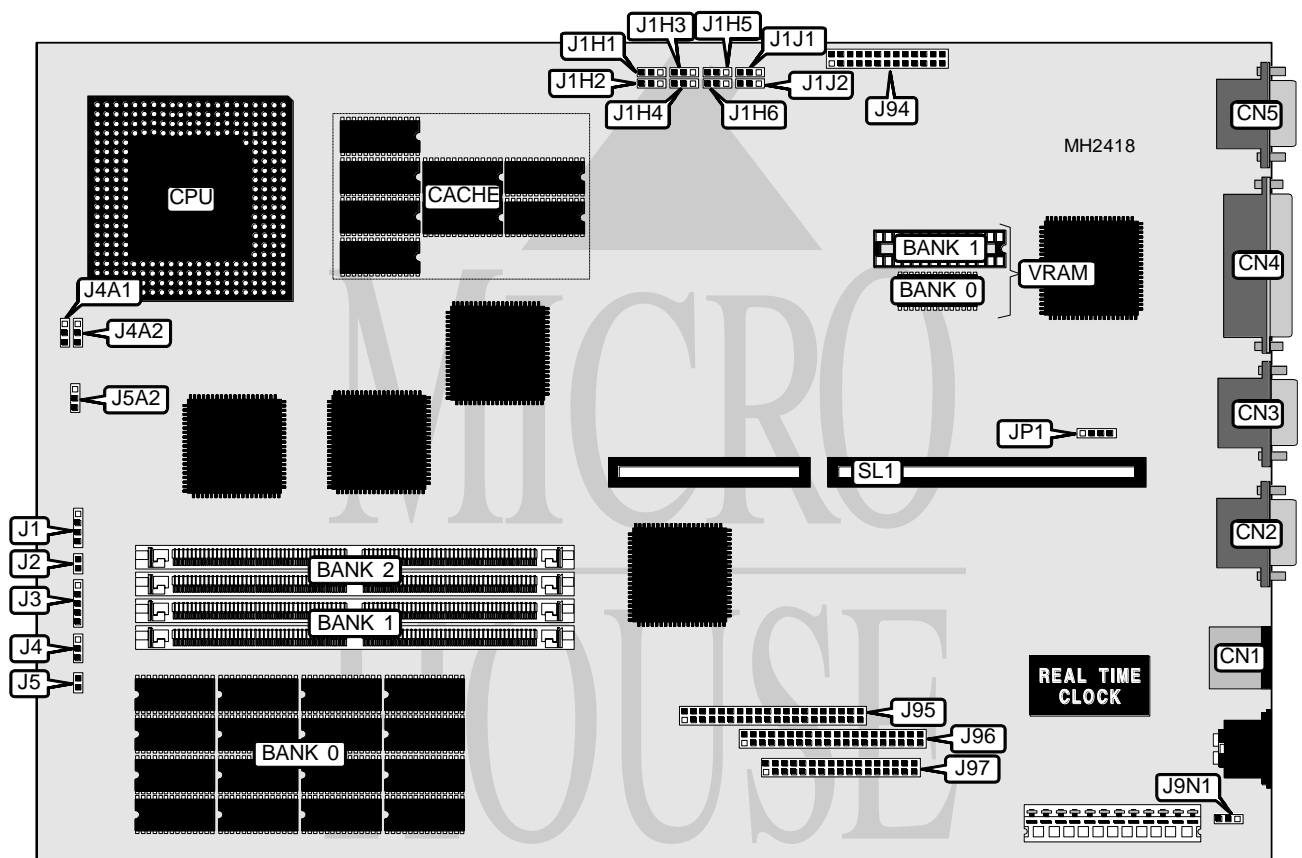 J1H3
J1H5
J1H1
J1J1
J1H2
J1J2
J1H4
J1H6
J94
CN5
MH2418
CPU
CACHE
BANK 1
BANK 0
VRAM
CN4
J4A1
J4A2
J5A2
CN3
JP1
SL1
MICRO
HOUSE
J1
J2
J3
J4
J5
BANK 2
BANK 1
BANK 0
CN2
CN1
REAL TIME
CLOCK
J95
J96
J97
J9N1